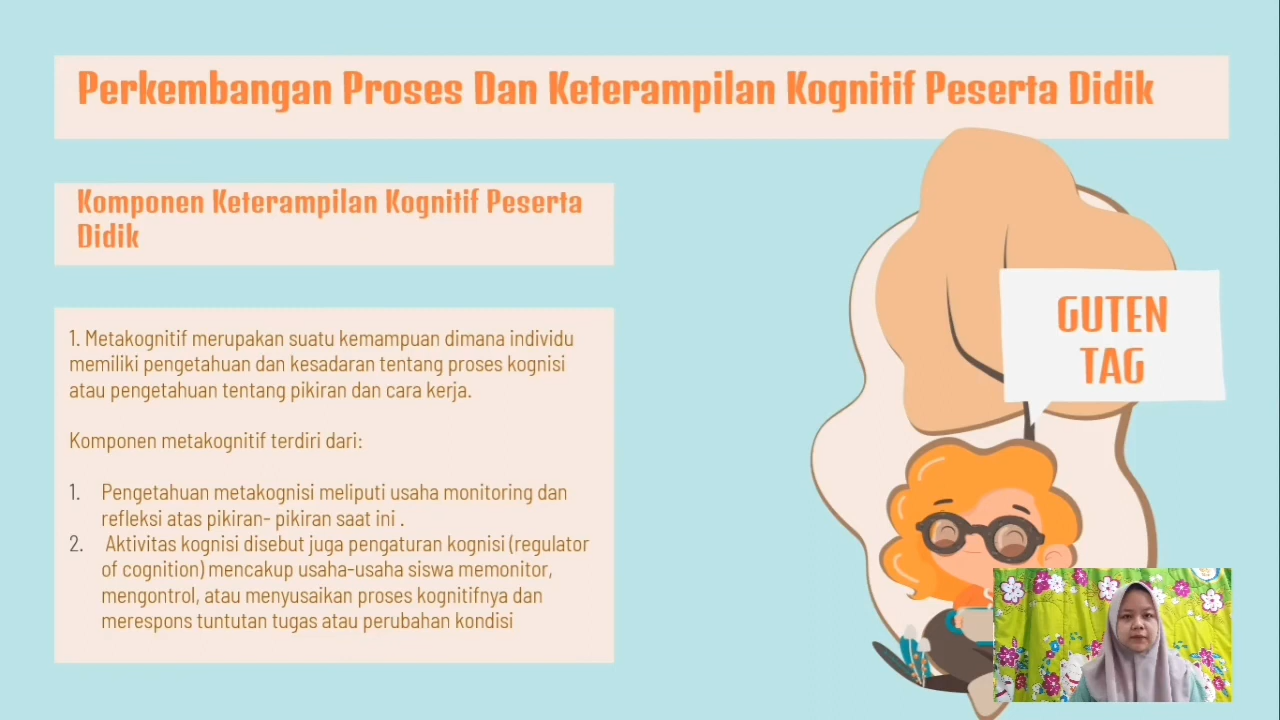 Perkembangan Proses Dan Keterampilan Kognitif Peserta Didik
Komponen Keterampilan Kognitif Peserta
Didik
1. Metakognitif merupakan suatu kemampuan dimana individu
memiliki pengetahuan dan kesadaran tentang proses kognisi
atau pengetahuan tentang pikiran dan cara kerja.
Komponen metakognitif terdiri dari:
1. Pengetahuan metakognisi meliputi usaha monitoring dan
refleksi atas pikiran- pikiran saat ini .
2. Aktivitas kognisi disebut juga pengaturan kognisi (regulator
of cognition) mencakup usaha-usaha siswa memonitor,
mengontrol, atau menyusaikan proses kognitifnya dan
merespons tuntutan tugas atau perubahan kondisi
GUTEN
TAG